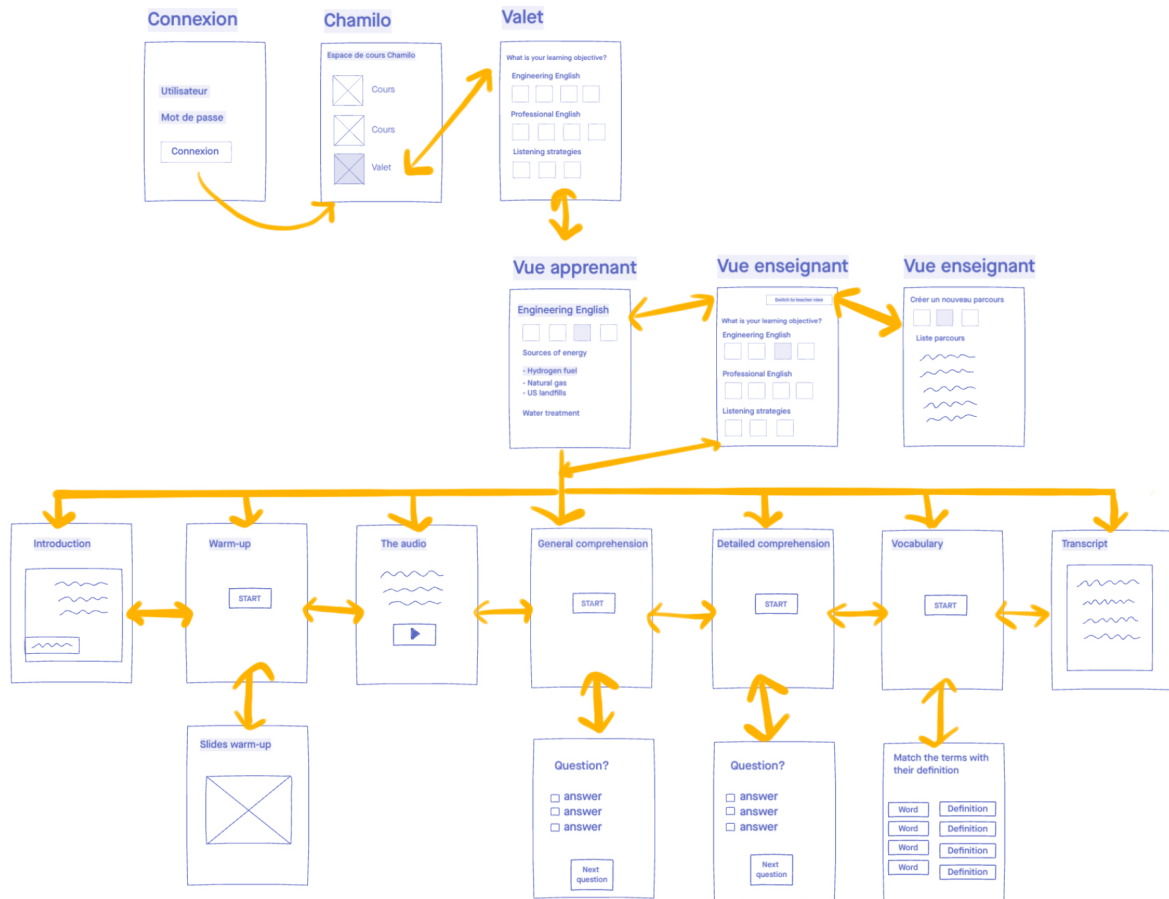 Connexion
Utilisateur
Mot de passe
Connexion
Chamilo
Espace de cours Chamilo
Cours
Cours
Valet
Valet
What is your learning objective?
Engineering English
Professional English
Listening strategies
Vue apprenant
Engineering English
Sources of energy
- Hydrogen fuel
- Natural gas
- US landfills
Water treatment
Vue enseignant
Switch to teacher view
What is your learning objective?
Engineering English
Professional English
Listening strategies
Vue enseignant
Créer un nouveau parcours
Liste parcours
Introduction
Warm-up
START
The audio
General comprehension
START
Detailed comprehension
START
Vocabulary
START
Transcript
Slides warm-up
Question?
answer
answer
answer
Next
question
Question?
answer
answer
answer
Next
question
Match the terms with
their definition
Word Definition
Word Definition
Word Definition
Word Definition